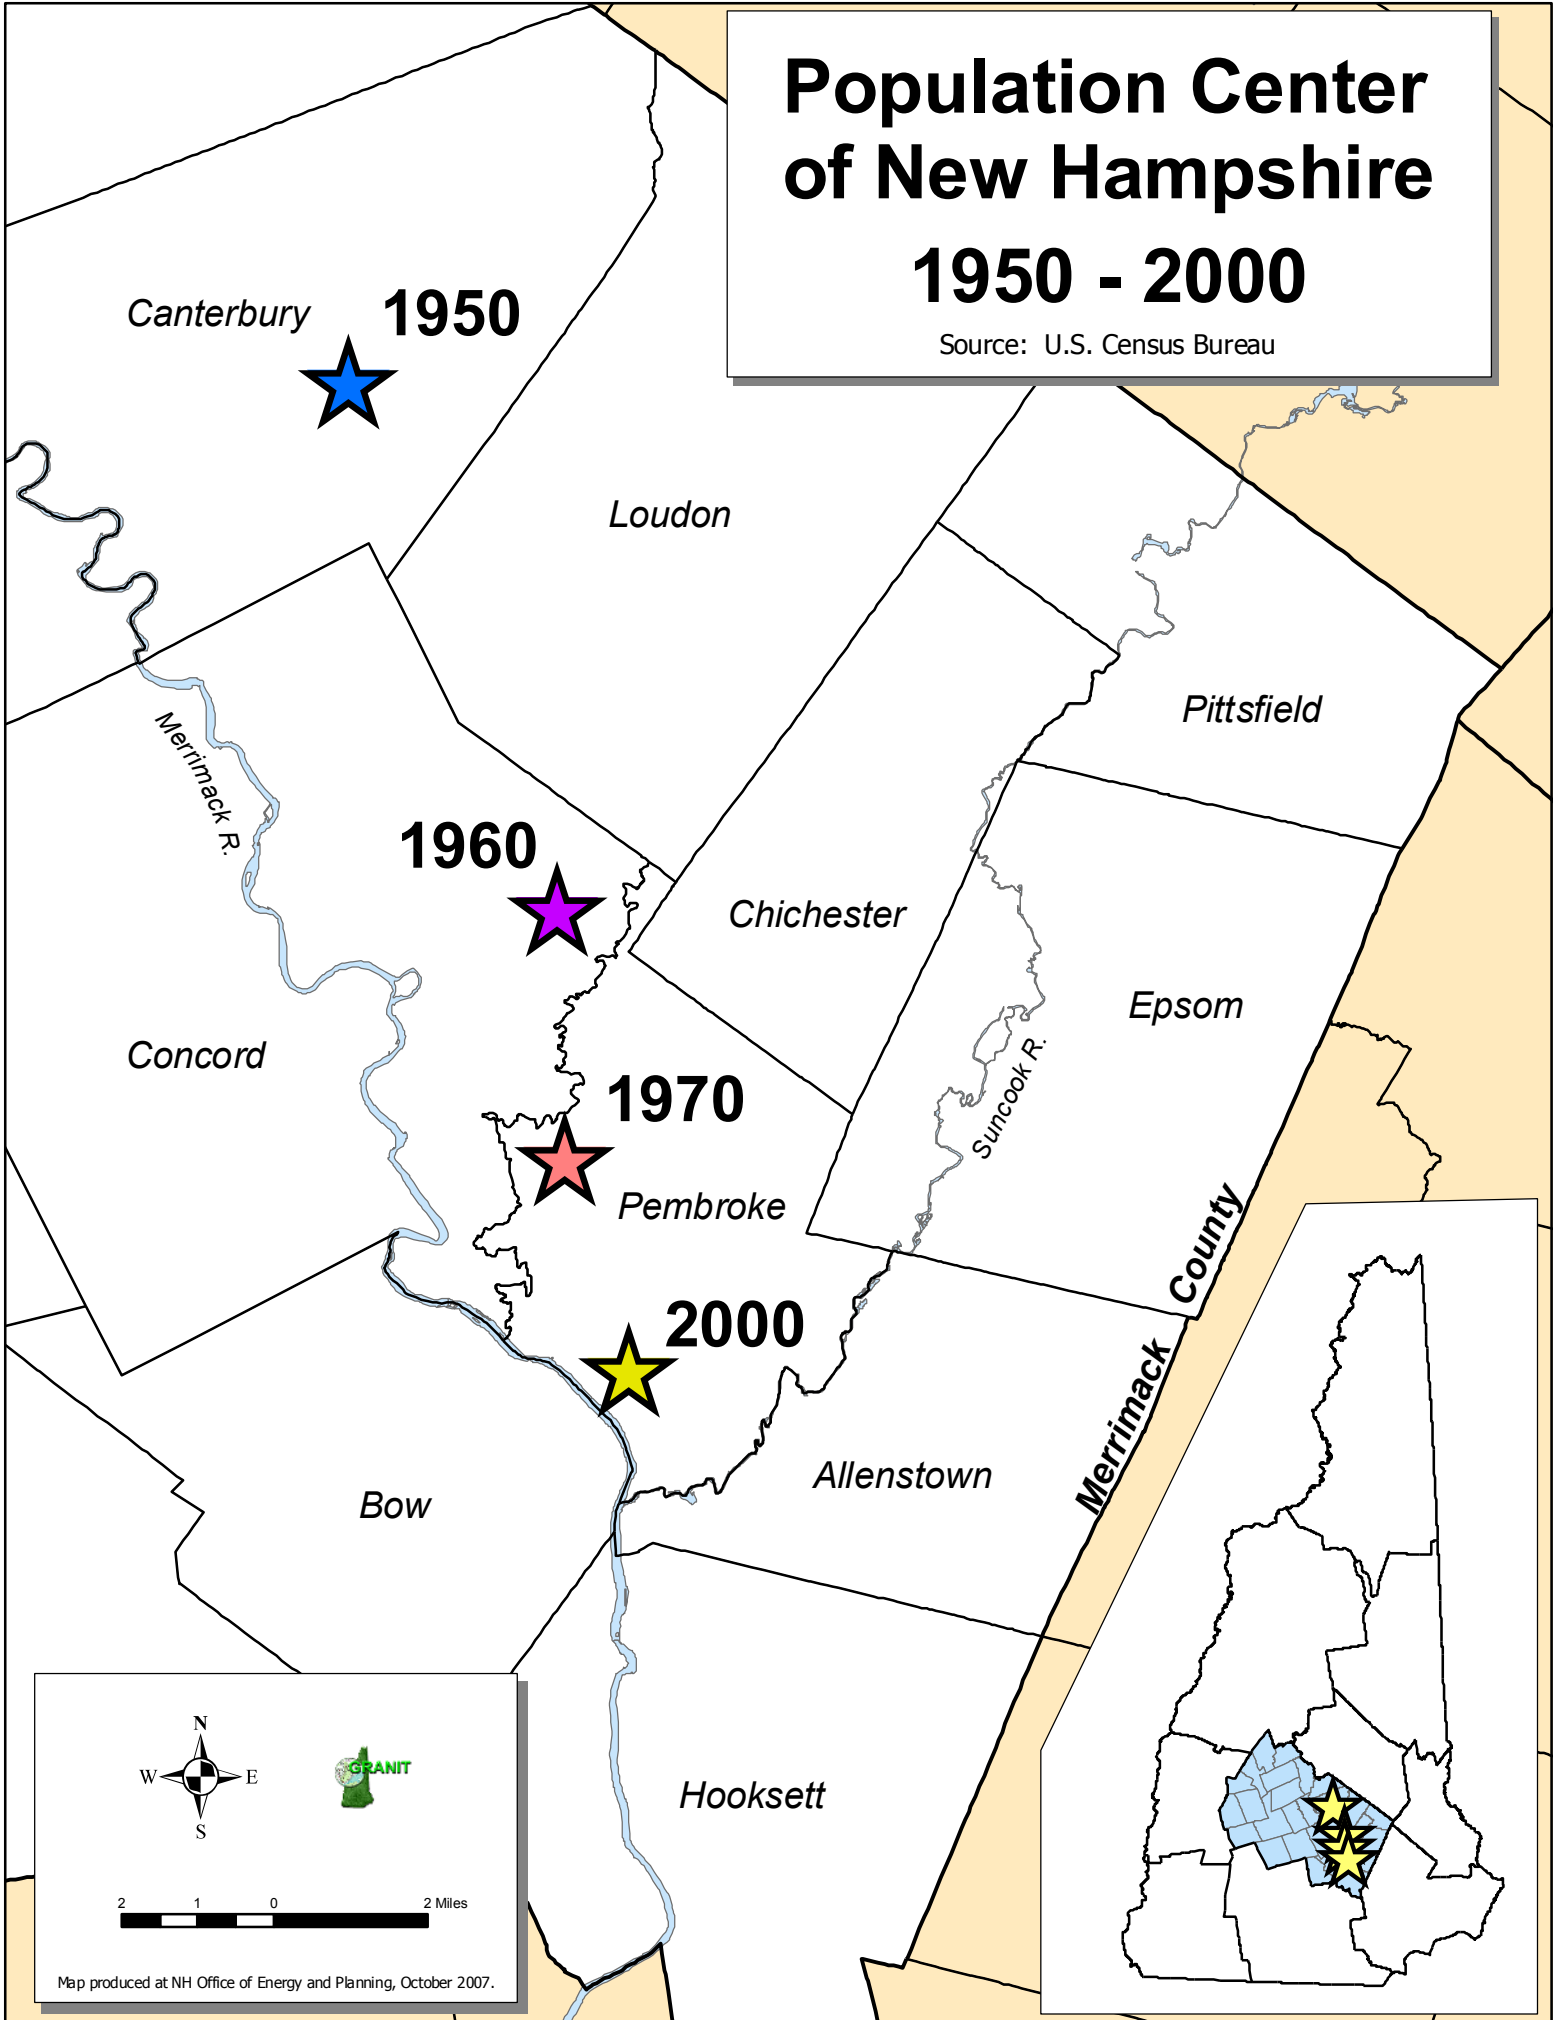 Population Center
of New Hampshire
1950 - 2000
Source: U.S. Census Bureau
Canterbury
1950
Loudon
Pittsfield
Merrimack R.
1960
Chichester
Epsom
Concord
Suncook R.
1970
Pembroke
Merrimack County
2000
Allenstown
Bow
Hooksett
N
W E
S
GRANIT
2 1 0 2 Miles
Map produced at NH Office of Energy and Planning, October 2007.